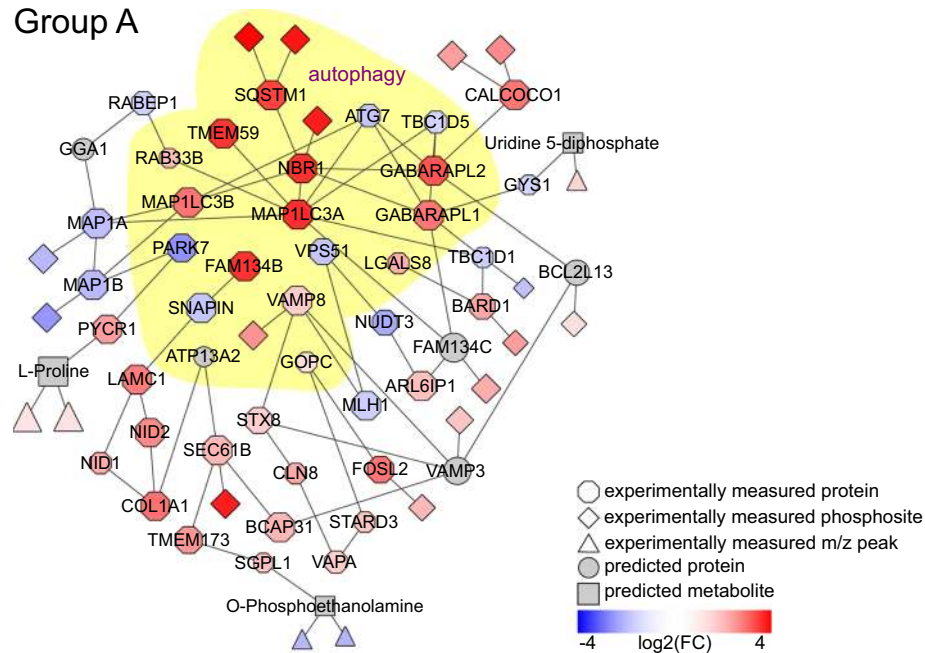 Group A
autophagy
SQSTM1
CALCOCO1
RABEP1
ATG7
TBC1D5
TMEM59
Uridine 5-diphosphate
GGA1
RAB33B
NBR1
GABARAPL2
GYS1
MAP1LC3B
MAP1A
MAP1LC3A
GABARAPL1
PARK7
VPS51
FAM134B
LGALS8
TBC1D1
BCL2L13
MAP1B
SNAPIN
VAMP8
BARD1
PYCR1
NUDT3
FAM134C
ATP13A2
GOPC
L-Proline
LAMC1
ARL6IP1
MLH1
STX8
NID2
SEC61B
NID1
CLN8
FOSL2
VAMP3
COL1A1
BCAP31
STARD3
TMEM173
SGPL1
VAPA
O-Phosphoethanolamine
experimentally measured protein
experimentally measured phosphosite
experimentally measured m/z peak
predicted protein
predicted metabolite
-4 log2(FC) 4